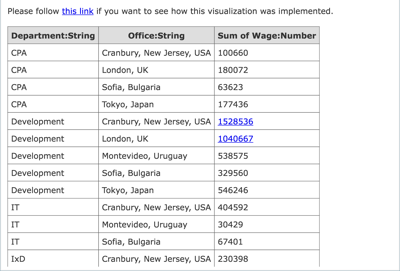 Please follow this link if you want to see how this visualization was implemented.
Department:String Office:String Sum of Wage:Number
CPA Cranbury, New Jersey, USA 100660
CPA London, UK 180072
CPA Sofia, Bulgaria 63623
CPA Tokyo, Japan 177436
Development Cranbury, New Jersey, USA 1528536
Development London, UK 1040667
Development Montevideo, Uruguay 538575
Development Sofia, Bulgaria 329560
Development Tokyo, Japan 546246
IT Cranbury, New Jersey, USA 404592
IT Montevideo, Uruguay 30429
IT Sofia, Bulgaria 67401
IxD Cranbury, New Jersey, USA 230398